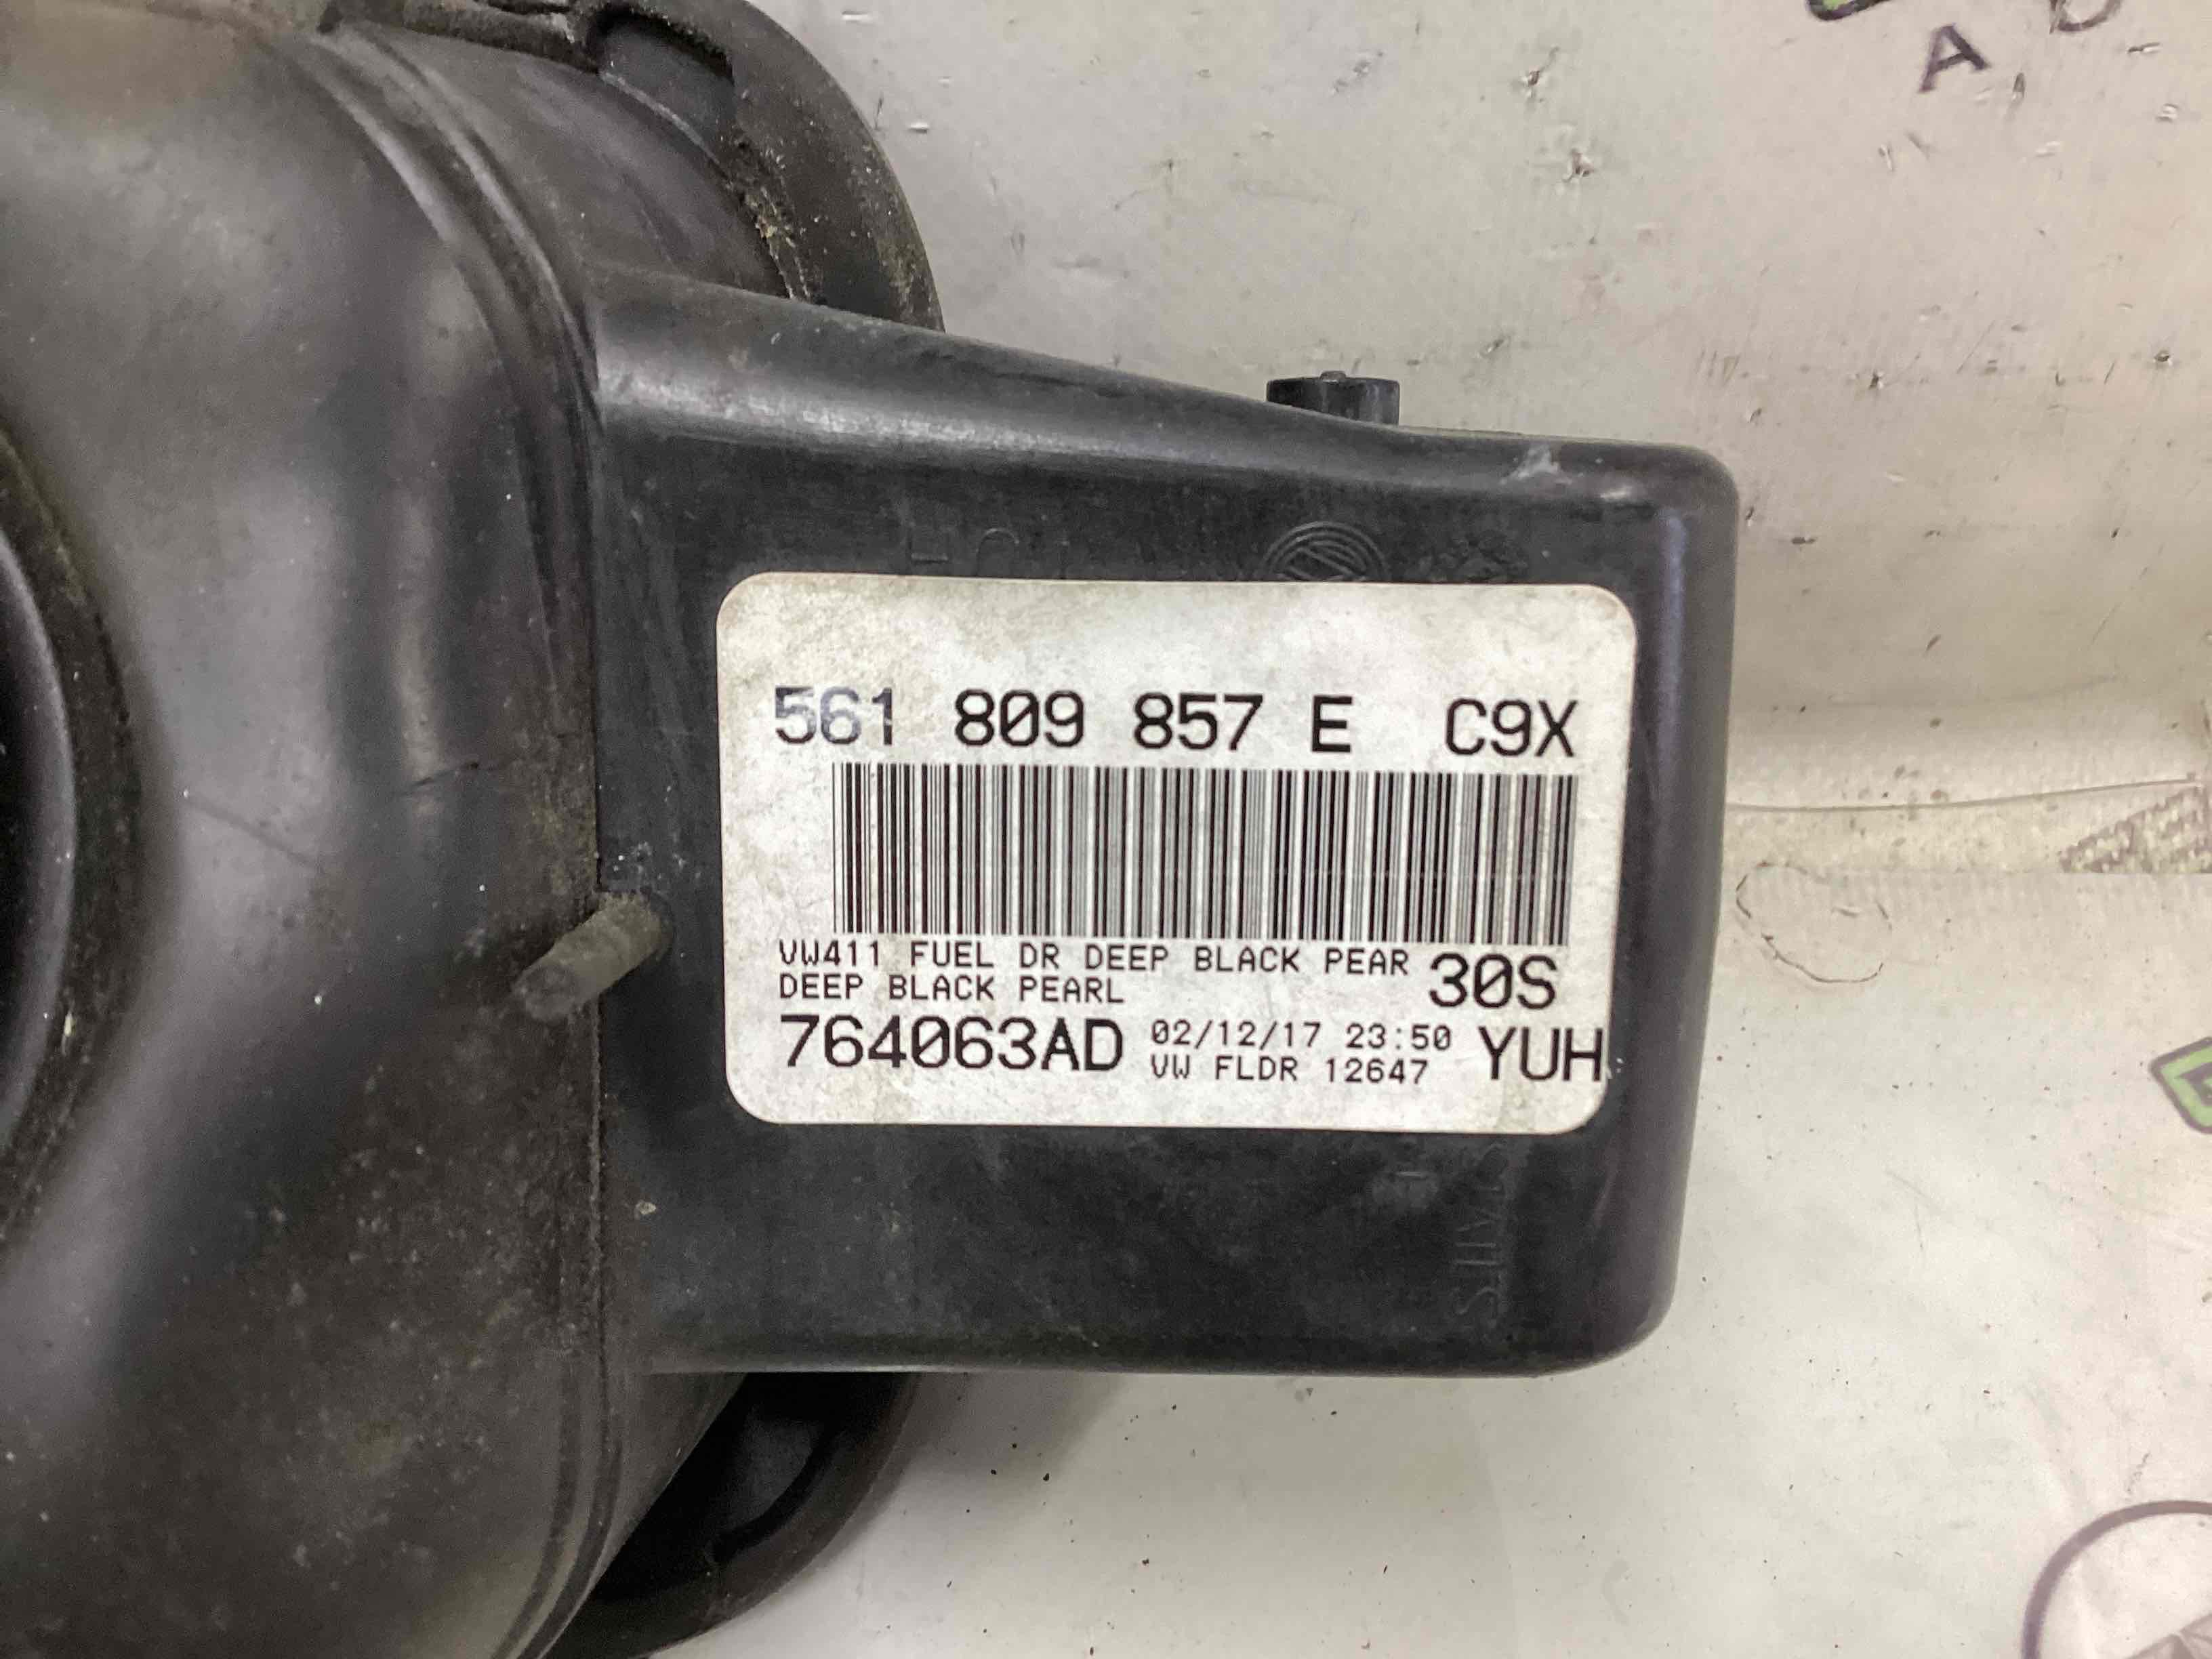 561 809 857 E C9X
VW411 FUEL DR DEEP BLACK PEAR
DEEP BLACK PEARL
30S
764063AD
02/12/17 23:50
VW FLDR 12647
YUH